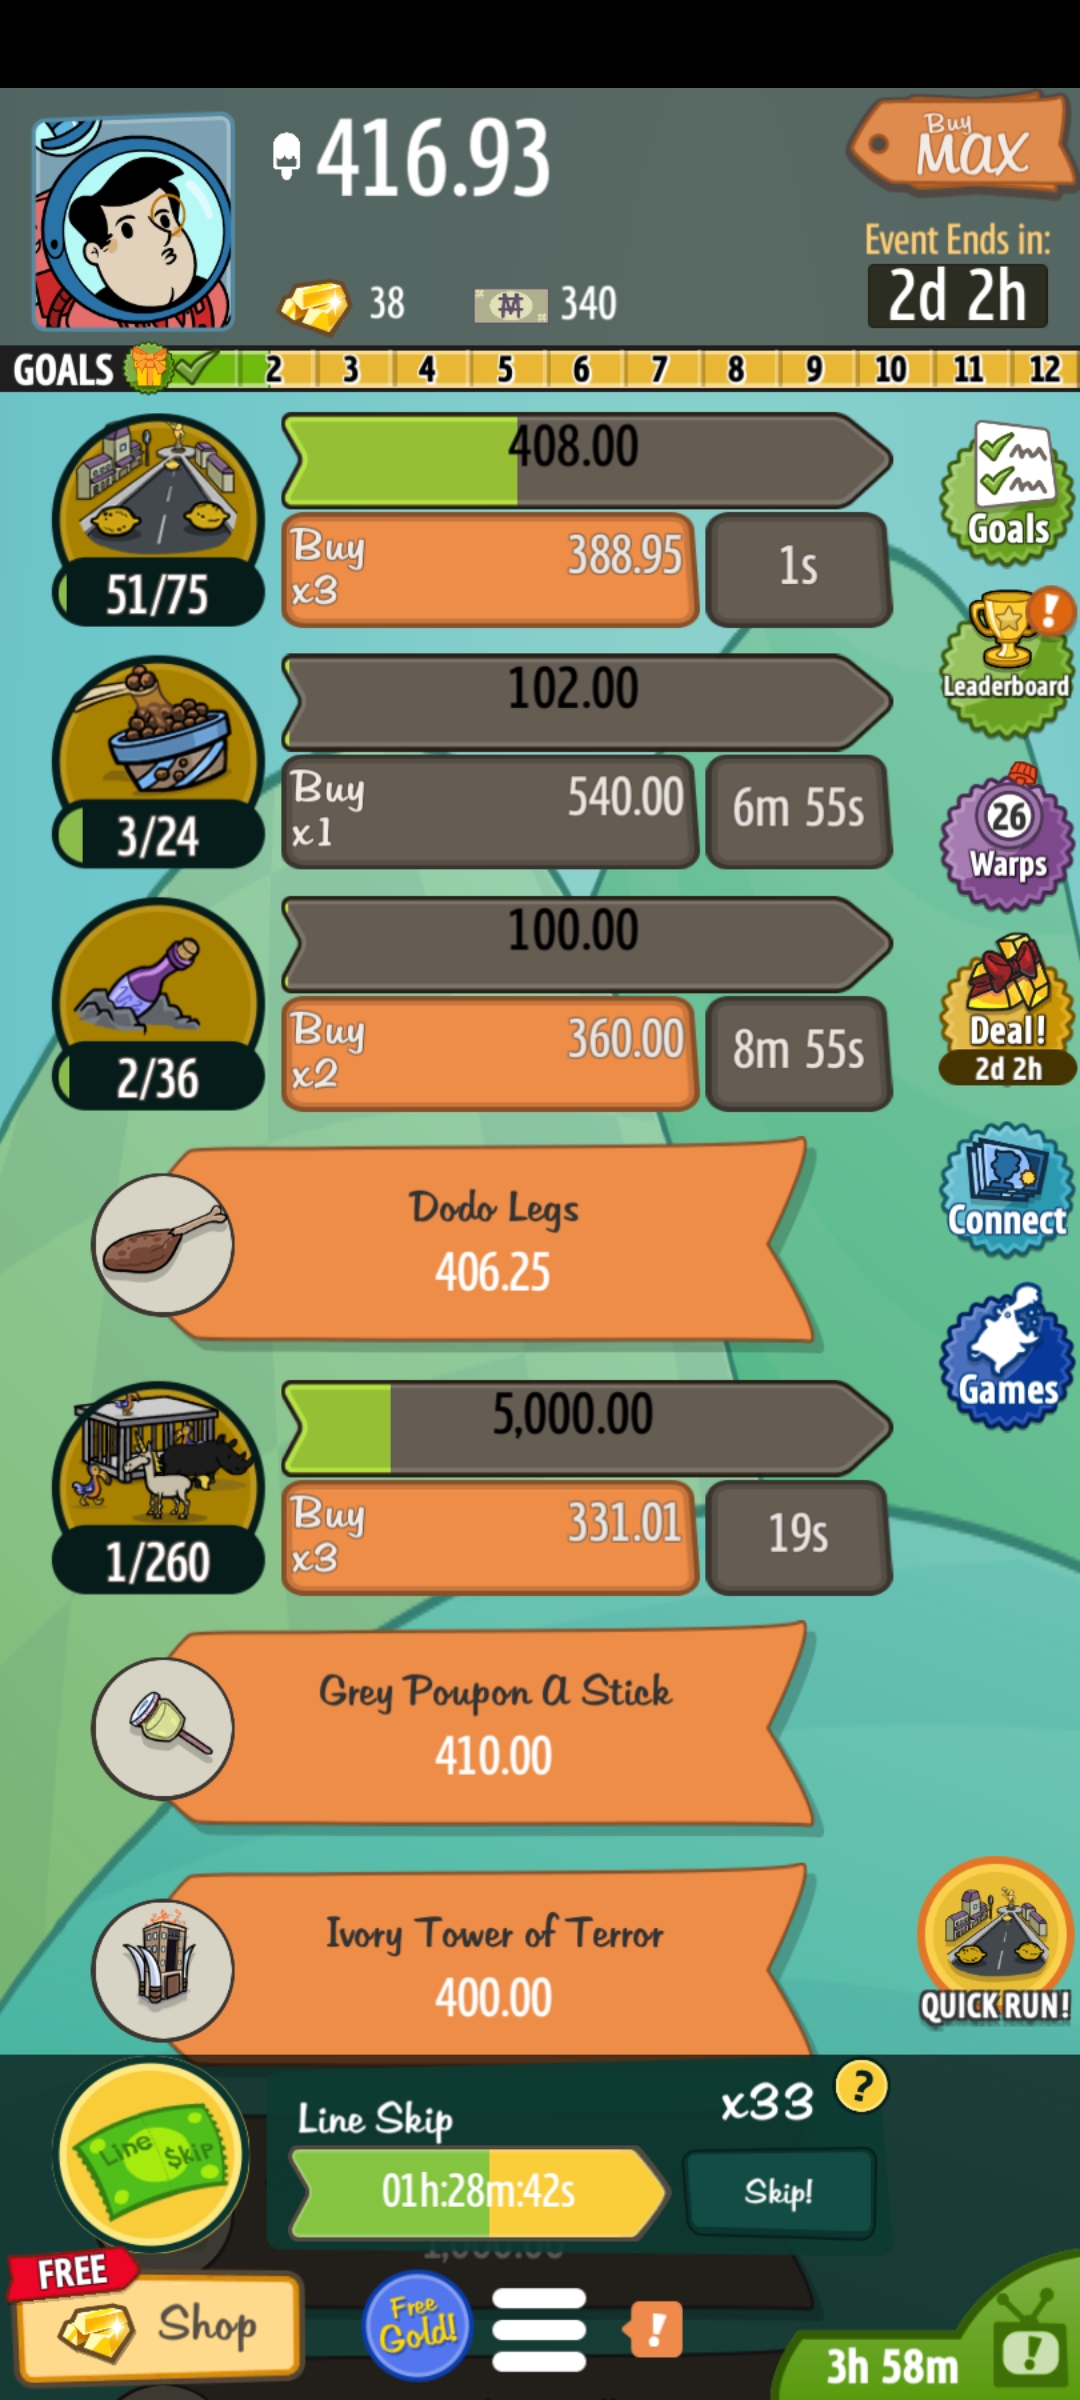 416.93
Buy
MAX
Event Ends in:
38
340
2d 2h
GOALS 2 3 4 5 6 7 8 9 10 11 12
408.00
Buy
x3
388.95
1s
51/75
Goals
Leaderboard
102.00
Buy
x1
540.00
6m 55s
3/24
26
Warps
100.00
Buy
x2
360.00
8m 55s
2/36
Deal!
2d 2h
Dodo Legs
406.25
Connect
Games
5,000.00
Buy
x3
331.01
19s
1/260
Grey Poupon A Stick
410.00
Ivory Tower of Terror
400.00
QUICK RUN!
Line Skip
Line $kip
x33
?
01h:28m:42s
Skip!
1,000.00
FREE
Shop
Free
Gold!
!
3h 58m